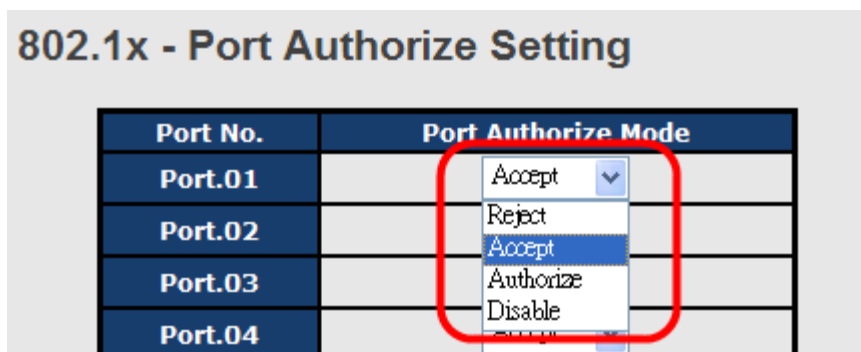 802.1x - Port Authorize Setting
Port No. Port Authorize Mode
Port.01 Accept
Reject
Port.02
Accept
Port.03 Authorize
Disable
Port.04